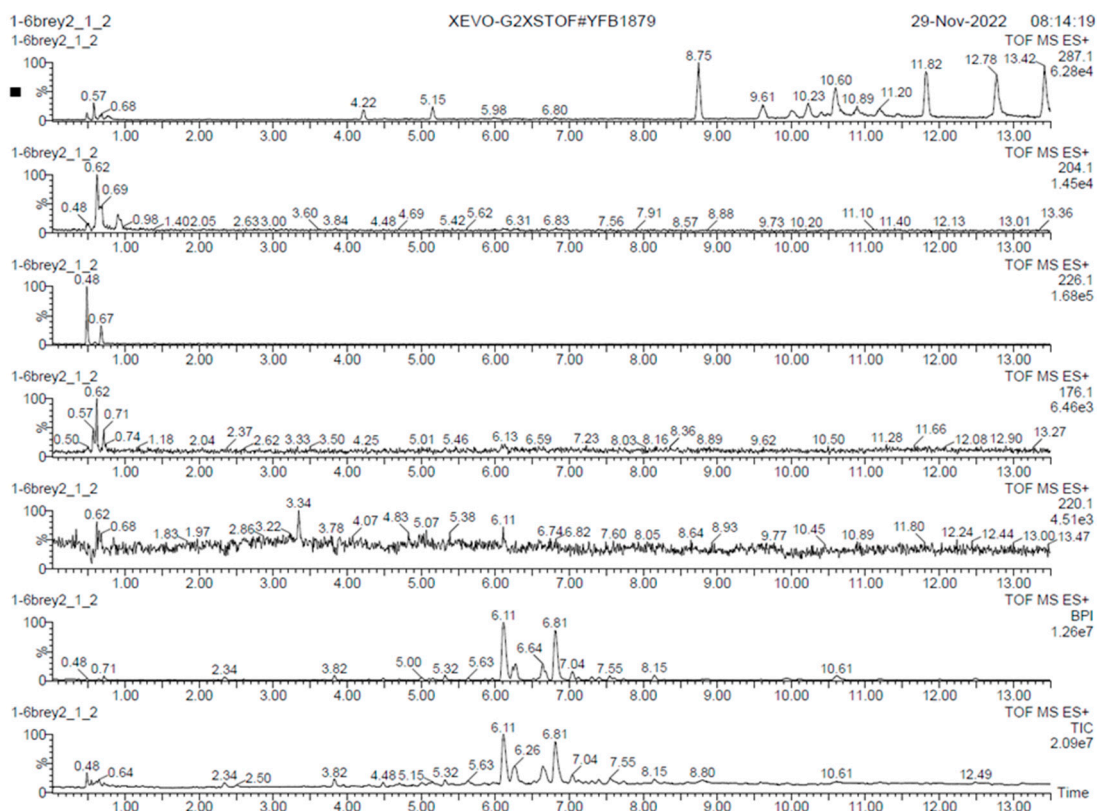 1-6brey2_1_2 XEVO-G2XSTOF#YFB1879 29-Nov-2022 08:14:19
1-6brey2_1_2 TOF MS ES+
287.1
6.28e4
100
%
0
0.57 0.68 4.22 5.15 5.98 6.80 8.75 9.61 10.23 10.60 10.89 11.20 11.82 12.78 13.42
1.00 2.00 3.00 4.00 5.00 6.00 7.00 8.00 9.00 10.00 11.00 12.00 13.00
1-6brey2_1_2 TOF MS ES+
204.1
1.45e4
100
%
0
0.48 0.62 0.69 0.98 1.40 2.05 2.63 3.00 3.60 3.84 4.48 4.69 5.42 5.62 6.31 6.83 7.56 7.91 8.57 8.88 9.73 10.20 11.10 11.40 12.13 13.01 13.36
1.00 2.00 3.00 4.00 5.00 6.00 7.00 8.00 9.00 10.00 11.00 12.00 13.00
1-6brey2_1_2 TOF MS ES+
226.1
1.68e5
100
%
0
0.48 0.67
1.00 2.00 3.00 4.00 5.00 6.00 7.00 8.00 9.00 10.00 11.00 12.00 13.00
1-6brey2_1_2 TOF MS ES+
176.1
6.46e3
100
%
0
0.50 0.57 0.62 0.71 0.74 1.18 2.04 2.37 2.62 3.33 3.50 4.25 5.01 5.46 6.13 6.59 7.23 8.03 8.16 8.36 8.89 9.62 10.50 11.28 11.66 12.08 12.90 13.27
1.00 2.00 3.00 4.00 5.00 6.00 7.00 8.00 9.00 10.00 11.00 12.00 13.00
1-6brey2_1_2 TOF MS ES+
220.1
4.51e3
100
%
0
0.62 0.68 1.83 1.97 2.86 3.22 3.34 3.78 4.07 4.83 5.07 5.38 6.11 6.74 6.82 7.60 8.05 8.64 8.93 9.77 10.45 10.89 11.80 12.24 12.44 13.00 13.47
1.00 2.00 3.00 4.00 5.00 6.00 7.00 8.00 9.00 10.00 11.00 12.00 13.00
1-6brey2_1_2 TOF MS ES+
BPI
1.26e7
100
%
0
0.48 0.71 2.34 3.82 5.00 5.32 5.63 6.11 6.64 6.81 7.04 7.55 8.15 10.61
1.00 2.00 3.00 4.00 5.00 6.00 7.00 8.00 9.00 10.00 11.00 12.00 13.00
1-6brey2_1_2 TOF MS ES+
TIC
2.09e7
100
%
0
0.48 0.64 2.34 2.50 3.82 4.48 5.15 5.32 5.63 6.11 6.26 6.81 7.04 7.55 8.15 8.80 10.61 12.49
Time
1.00 2.00 3.00 4.00 5.00 6.00 7.00 8.00 9.00 10.00 11.00 12.00 13.00